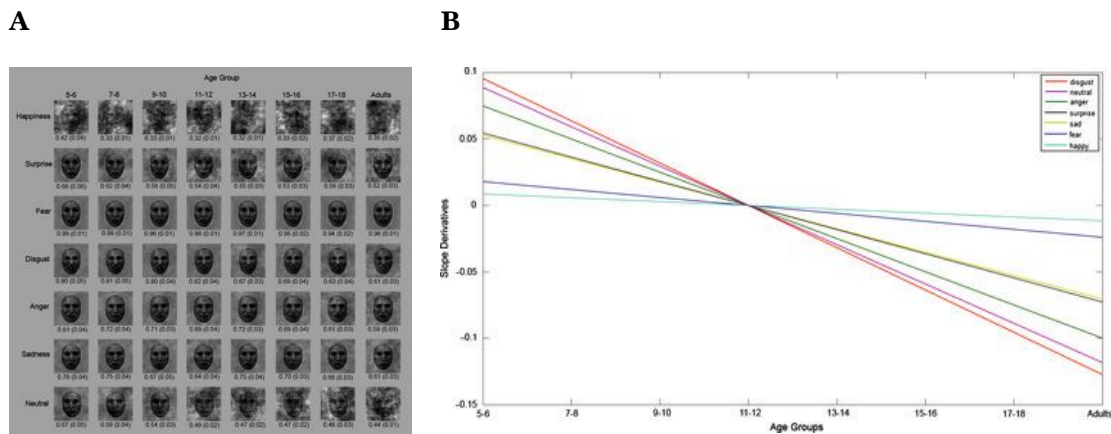 A
B
Age Group
5-6 7-8 9-10 11-12 13-14 15-16 17-18 Adults
Happiness
0.42 (0.04) 0.33 (0.01) 0.33 (0.01) 0.32 (0.01) 0.32 (0.01) 0.33 (0.02) 0.37 (0.02) 0.35 (0.02)
Surprise
0.62 (0.04) 0.58 (0.05) 0.54 (0.04) 0.55 (0.03) 0.53 (0.03) 0.56 (0.03) 0.52 (0.03)
Fear
0.99 (0.01) 0.99 (0.01) 0.98 (0.01) 0.98 (0.01) 0.97 (0.01) 0.95 (0.02) 0.94 (0.02) 0.96 (0.01)
Disgust
0.80 (0.05) 0.81 (0.05) 0.80 (0.04) 0.62 (0.04) 0.67 (0.03) 0.69 (0.04) 0.63 (0.04) 0.61 (0.03)
Anger
0.81 (0.04) 0.72 (0.04) 0.71 (0.03) 0.69 (0.04) 0.72 (0.03) 0.69 (0.04) 0.61 (0.03) 0.59 (0.03)
Sadness
0.78 (0.04) 0.75 (0.04) 0.67 (0.05) 0.64 (0.04) 0.75 (0.04) 0.70 (0.03) 0.61 (0.03)
Neutral
0.67 (0.05) 0.59 (0.04) 0.54 (0.03) 0.49 (0.02) 0.47 (0.02) 0.47 (0.02) 0.48 (0.03) 0.44 (0.01)
0.1
0.05
0
-0.05
-0.1
-0.15
Slope Derivatives
disgust
neutral
anger
surprise
sad
fear
happy
5-6 7-8 9-10 11-12 13-14 15-16 17-18 Adults
Age Groups